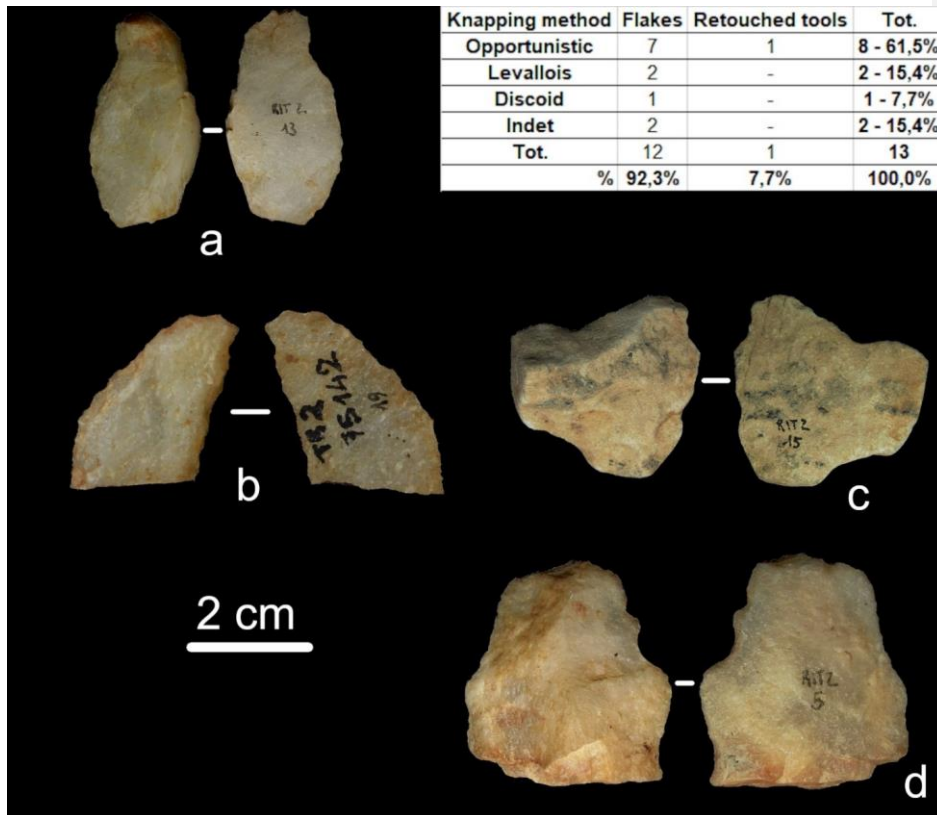 Knapping method Flakes Retouched tools Tot.
Opportunistic 7 1 8 - 61,5%
Levallois 2 - 2 - 15,4%
Discoid 1 - 1 - 7,7%
Indet 2 - 2 - 15,4%
Tot. 12 1 13
% 92,3% 7,7% 100,0%
RIT 2
13
a
TR2
75142
19
b
RIT2
15
c
2 cm
RIT2
5
d